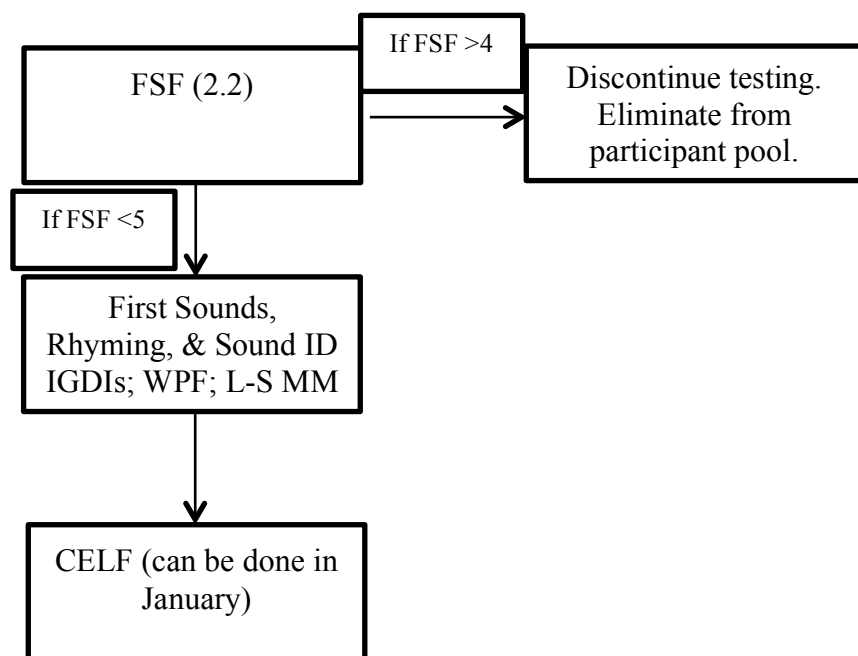 If FSF >4
FSF (2.2)
Discontinue testing.
Eliminate from
participant pool.
If FSF <5
First Sounds,
Rhyming, & Sound ID
IGDIs; WPF; L-S MM
CELF (can be done in
January)